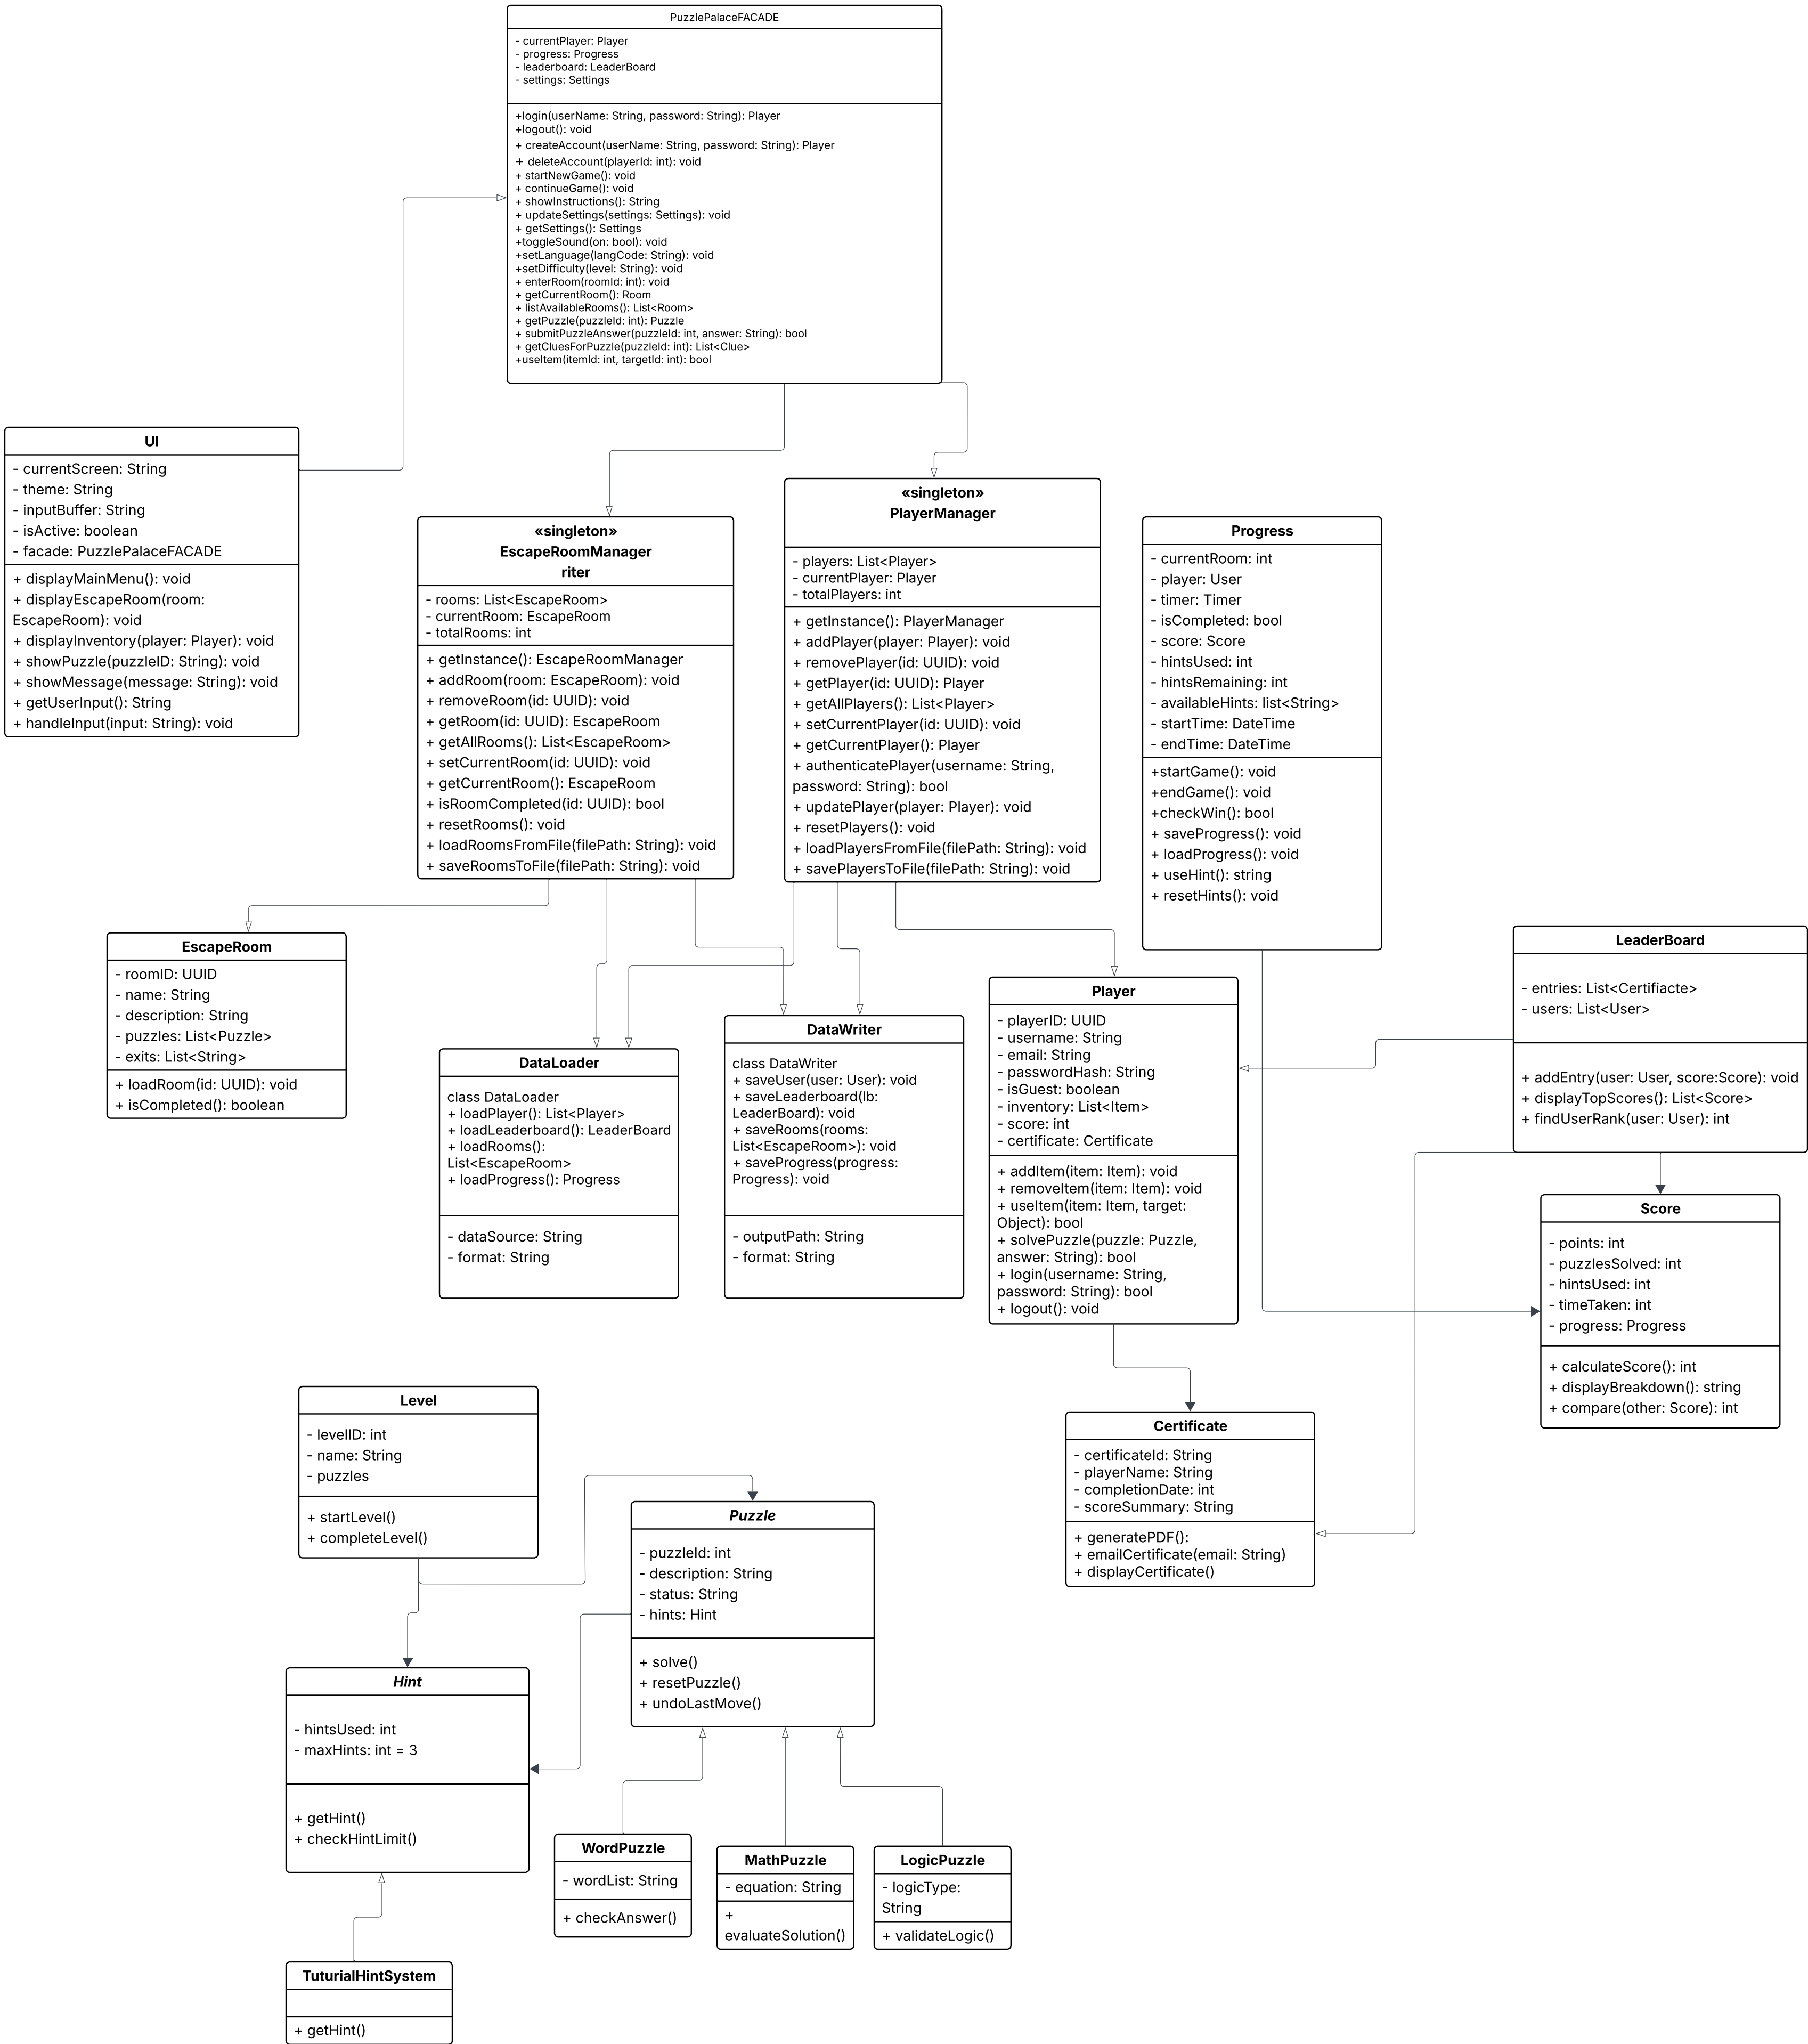 PuzzlePalaceFACADE
- currentPlayer: Player
- progress: Progress
- leaderboard: LeaderBoard
- settings: Settings
+login(userName: String, password: String): Player
+logout(): void
+ createAccount(userName: String, password: String): Player
+ deleteAccount(playerId: int): void
+ startNewGame(): void
+ continueGame(): void
+ showInstructions(): String
+ updateSettings(settings: Settings): void
+ getSettings(): Settings
+toggleSound(on: bool): void
+setLanguage(langCode: String): void
+setDifficulty(level: String): void
+ enterRoom(roomId: int): void
+ getCurrentRoom(): Room
+ listAvailableRooms(): List<Room>
+ getPuzzle(puzzleId: int): Puzzle
+ submitPuzzleAnswer(puzzleId: int, answer: String): bool
+ getCluesForPuzzle(puzzleId: int): List<Clue>
+useItem(itemId: int, targetId: int): bool
UI
- currentScreen: String
- theme: String
- inputBuffer: String
- isActive: boolean
- facade: PuzzlePalaceFACADE
+ displayMainMenu(): void
+ displayEscapeRoom(room:
EscapeRoom): void
+ displayInventory(player: Player): void
+ showPuzzle(puzzleID: String): void
+ showMessage(message: String): void
+ getUserInput(): String
+ handleInput(input: String): void
«singleton»
EscapeRoomManager
riter
- rooms: List<EscapeRoom>
- currentRoom: EscapeRoom
- totalRooms: int
+ getInstance(): EscapeRoomManager
+ addRoom(room: EscapeRoom): void
+ removeRoom(id: UUID): void
+ getRoom(id: UUID): EscapeRoom
+ getAllRooms(): List<EscapeRoom>
+ setCurrentRoom(id: UUID): void
+ getCurrentRoom(): EscapeRoom
+ isRoomCompleted(id: UUID): bool
+ resetRooms(): void
+ loadRoomsFromFile(filePath: String): void
+ saveRoomsToFile(filePath: String): void
«singleton»
PlayerManager
- players: List<Player>
- currentPlayer: Player
- totalPlayers: int
+ getInstance(): PlayerManager
+ addPlayer(player: Player): void
+ removePlayer(id: UUID): void
+ getPlayer(id: UUID): Player
+ getAllPlayers(): List<Player>
+ setCurrentPlayer(id: UUID): void
+ getCurrentPlayer(): Player
+ authenticatePlayer(username: String,
password: String): bool
+ updatePlayer(player: Player): void
+ resetPlayers(): void
+ loadPlayersFromFile(filePath: String): void
+ savePlayersToFile(filePath: String): void
Progress
- currentRoom: int
- player: User
- timer: Timer
- isCompleted: bool
- score: Score
- hintsUsed: int
- hintsRemaining: int
- availableHints: list<String>
- startTime: DateTime
- endTime: DateTime
+startGame(): void
+endGame(): void
+checkWin(): bool
+ saveProgress(): void
+ loadProgress(): void
+ useHint(): string
+ resetHints(): void
EscapeRoom
- roomID: UUID
- name: String
- description: String
- puzzles: List<Puzzle>
- exits: List<String>
+ loadRoom(id: UUID): void
+ isCompleted(): boolean
DataLoader
class DataLoader
+ loadPlayer(): List<Player>
+ loadLeaderboard(): LeaderBoard
+ loadRooms():
List<EscapeRoom>
+ loadProgress(): Progress
- dataSource: String
- format: String
DataWriter
class DataWriter
+ saveUser(user: User): void
+ saveLeaderboard(lb:
LeaderBoard): void
+ saveRooms(rooms:
List<EscapeRoom>): void
+ saveProgress(progress:
Progress): void
- outputPath: String
- format: String
Player
- playerID: UUID
- username: String
- email: String
- passwordHash: String
- isGuest: boolean
- inventory: List<Item>
- score: int
- certificate: Certificate
+ addItem(item: Item): void
+ removeItem(item: Item): void
+ useItem(item: Item, target:
Object): bool
+ solvePuzzle(puzzle: Puzzle,
answer: String): bool
+ login(username: String,
password: String): bool
+ logout(): void
LeaderBoard
- entries: List<Certifiacte>
- users: List<User>
+ addEntry(user: User, score:Score): void
+ displayTopScores(): List<Score>
+ findUserRank(user: User): int
Score
- points: int
- puzzlesSolved: int
- hintsUsed: int
- timeTaken: int
- progress: Progress
+ calculateScore(): int
+ displayBreakdown(): string
+ compare(other: Score): int
Certificate
- certificateId: String
- playerName: String
- completionDate: int
- scoreSummary: String
+ generatePDF():
+ emailCertificate(email: String)
+ displayCertificate()
Level
- levelID: int
- name: String
- puzzles
+ startLevel()
+ completeLevel()
Puzzle
- puzzleId: int
- description: String
- status: String
- hints: Hint
+ solve()
+ resetPuzzle()
+ undoLastMove()
Hint
- hintsUsed: int
- maxHints: int = 3
+ getHint()
+ checkHintLimit()
WordPuzzle
- wordList: String
+ checkAnswer()
MathPuzzle
- equation: String
+
evaluateSolution()
LogicPuzzle
- logicType:
String
+ validateLogic()
TuturialHintSystem
+ getHint()